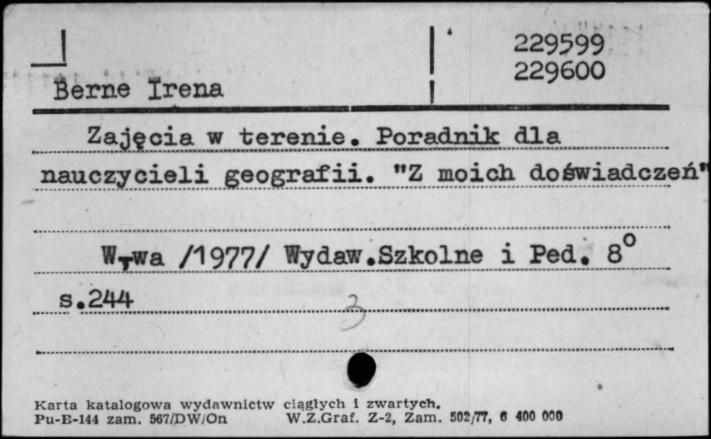 229599
229600
Berne Irena
Zajęcia w terenie. Poradnik dla
nauczycieli geografii. "Z moich doświadczeń"
W-wa /1977/ Wydaw.Szkolne i Ped. 8°
s.244
3
Karta katalogowa wydawnictw ciągłych i zwartych.
Pu-B-144 zam. 567/DW/On W.Z.Graf. Z-2, Zam. 502/77, 6 400 000